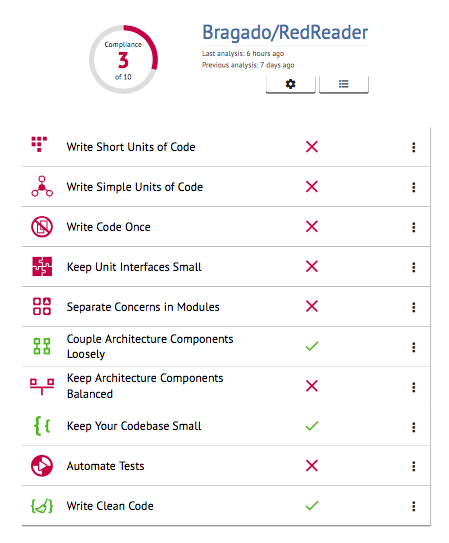 Compliance
3
of 10
Bragado/RedReader
Last analysis: 6 hours ago
Previous analysis: 7 days ago
Write Short Units of Code
Write Simple Units of Code
Write Code Once
Keep Unit Interfaces Small
Separate Concerns in Modules
Couple Architecture Components
Loosely
Keep Architecture Components
Balanced
Keep Your Codebase Small
Automate Tests
Write Clean Code